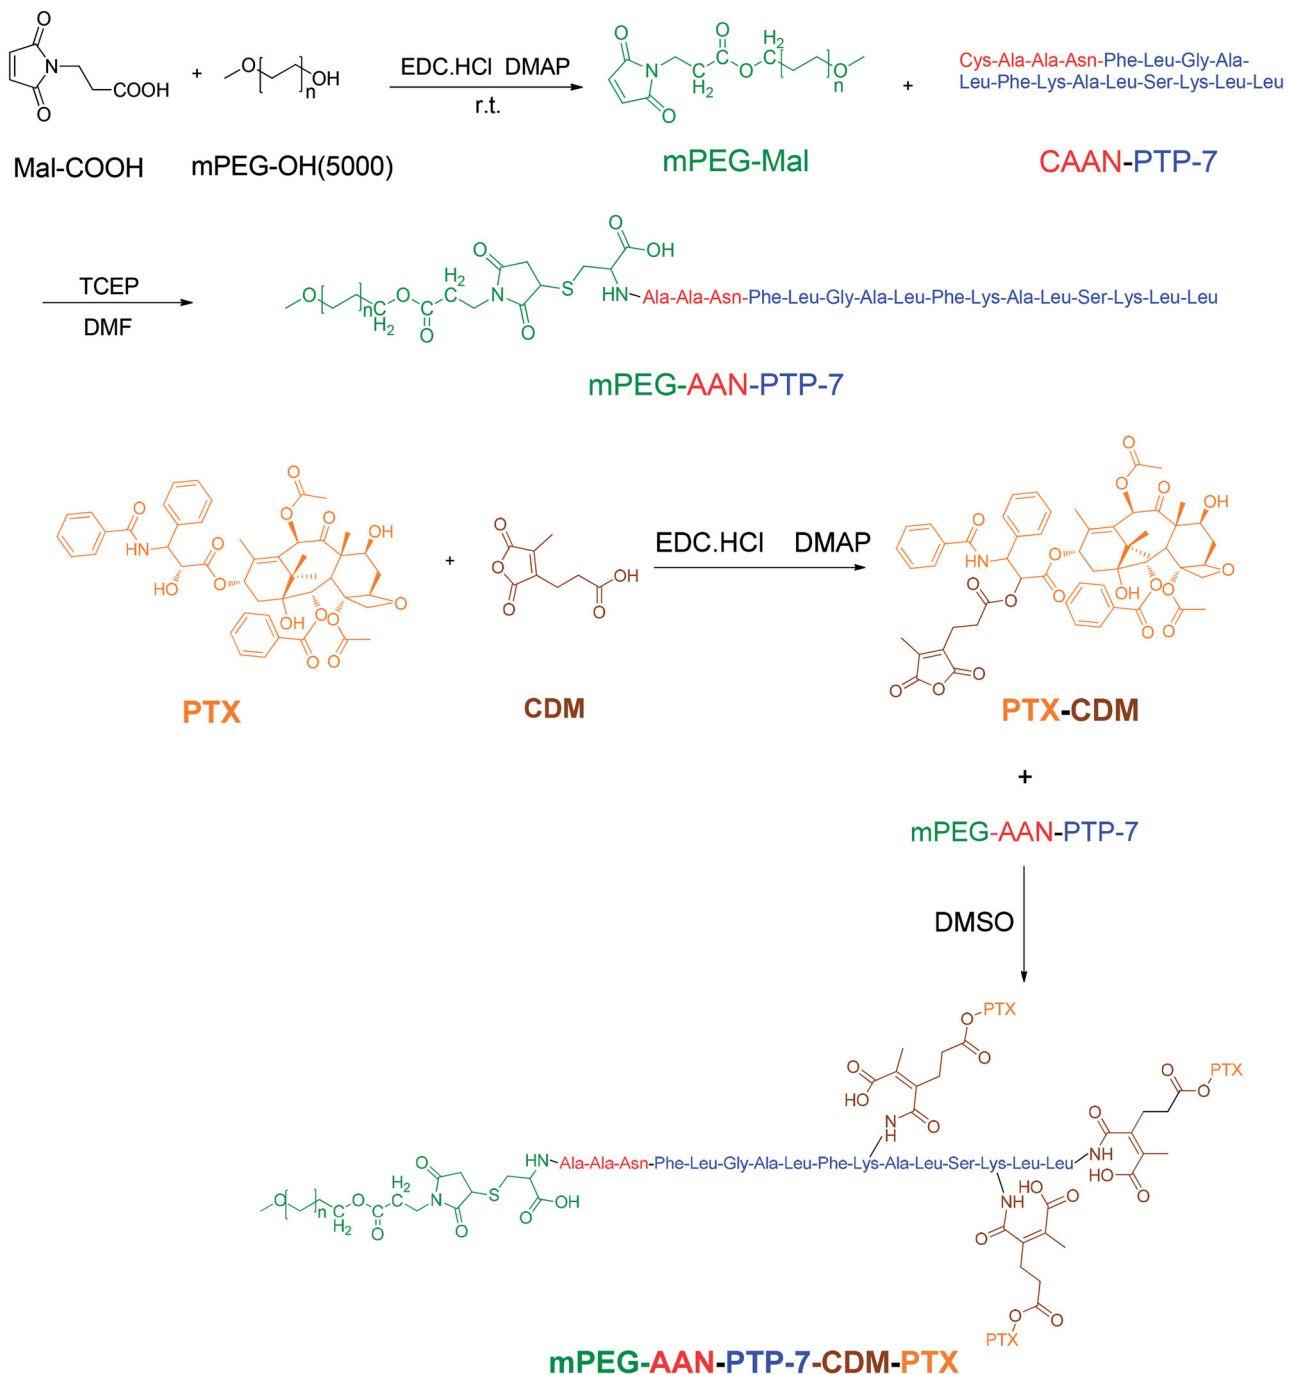 Mal-COOH
+
mPEG-OH(5000)
EDC.HCl DMAP
r.t.
mPEG-Mal
+
Cys-Ala-Ala-Asn-Phe-Leu-Gly-Ala-
Leu-Phe-Lys-Ala-Leu-Ser-Lys-Leu-Leu
CAAN-PTP-7
TCEP
DMF
HN-Ala-Ala-Asn-Phe-Leu-Gly-Ala-Leu-Phe-Lys-Ala-Leu-Ser-Lys-Leu-Leu
mPEG-AAN-PTP-7
PTX
+
CDM
EDC.HCl DMAP
PTX-CDM
+
mPEG-AAN-PTP-7
DMSO
PTX
PTX
HN-Ala-Ala-Asn-Phe-Leu-Gly-Ala-Leu-Phe-Lys-Ala-Leu-Ser-Lys-Leu-Leu
PTX
mPEG-AAN-PTP-7-CDM-PTX